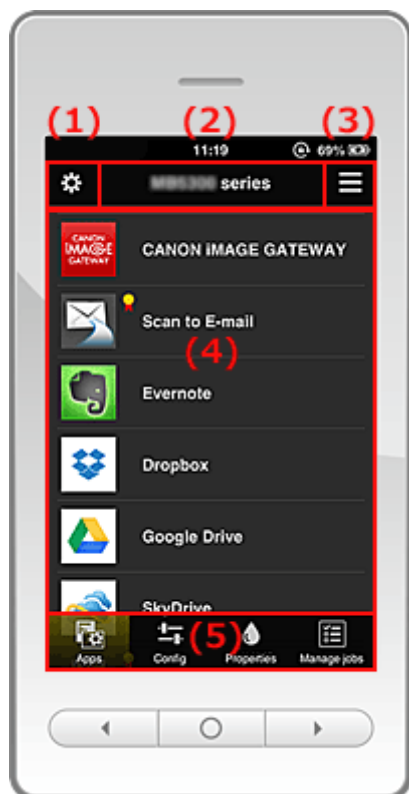 (1) (2) (3)
11:19 69%
series
CANON iMAGE GATEWAY
CANON iMAGE GATEWAY
Scan to E-mail
(4)
Evernote
Dropbox
Google Drive
SkyDrive
(5)
Apps Config Properties Manage jobs